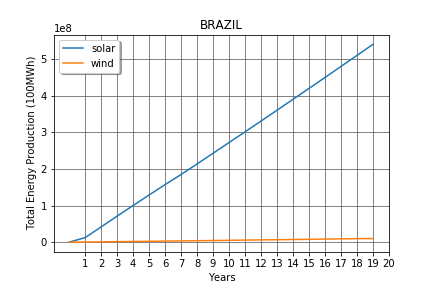 BRAZIL
1e8
solar
wind
Total Energy Production (100MWh)
5
4
3
2
1
0
1 2 3 4 5 6 7 8 9 10 11 12 13 14 15 16 17 18 19 20
Years